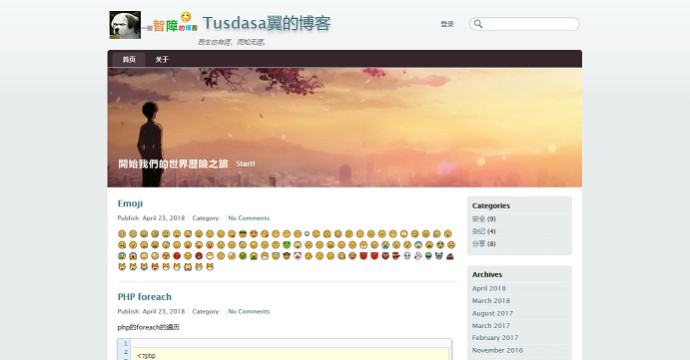 一些智障的博客 Tusdasa翼的博客
吾生也有涯，而知无涯。
登录
首页 关于
開始我們的世界歷險之旅 Start!
Emoji
Publish: April 23, 2018 Category: No Comments
PHP foreach
Publish: April 23, 2018 Category: No Comments
php的foreach的遍历
1
2 <?php
Categories
安全 (9)
杂记 (4)
分享 (8)
Archives
April 2018
March 2018
August 2017
March 2017
February 2017
November 2016